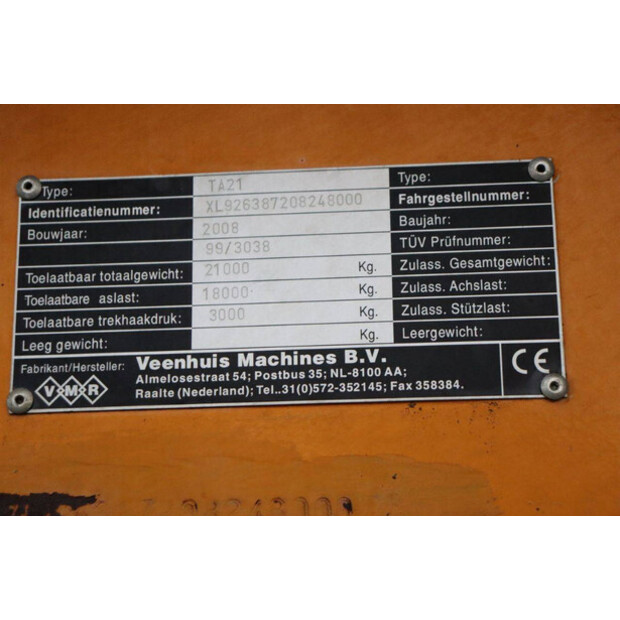 Type: TA21 Type:
Identificatienummer: XL926387208248000 Fahrgestellnummer:
Bouwjaar: 2008 Baujahr:
99/3038 TÜV Prüfnummer:
Toelaatbaar totaalgewicht: 21000 Kg. Zulass. Gesamtgewicht:
Toelaatbare aslast: 18000 Kg. Zulass. Achslast:
Toelaatbare trekhaakdruk: 3000 Kg. Zulass. Stützlast:
Leeg gewicht: Kg. Leergewicht:
Fabrikant/Hersteller: Veenhuis Machines B.V.
VMR Almelosestraat 54; Postbus 35; NL-8100 AA;
Raalte (Nederland); Tel..31(0)572-352145; Fax 358384.
CE